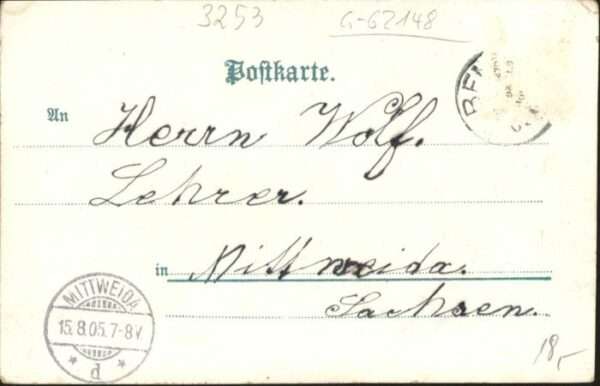 3253 G-62148
Postkarte.
An Herrn Wolf.
Lehrer.
in Mittweida.
Sachsen.
MITTWEIDA
15.8.05.7-8V.
* d *
18,-